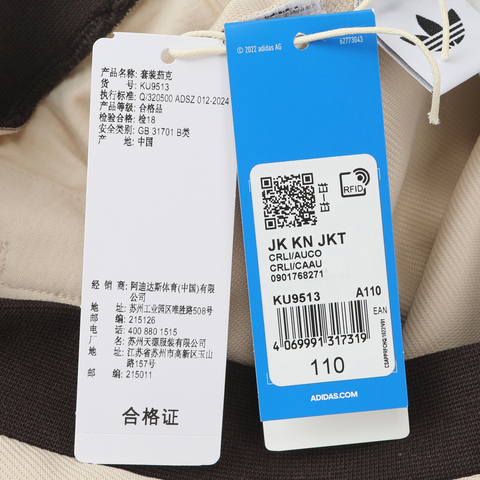 产品名称: 套装茄克
货 号: KU9513
执行标准: Q/320500 ADSZ 012-2024
产品等级: 合格品
检验合格: 检18
安全类别: GB 31701 B类
产 地: 中国
经 销 商: 阿迪达斯体育(中国)有限
公司
地 址: 苏州工业园区唯胜路508号
邮 编: 215126
电 话: 400 880 1515
制 造 商: 苏州天源服装有限公司
地 址: 江苏省苏州市高新区玉山
路157号
邮 编: 215011
合格证
© 2022 adidas AG
62773043
E-E
RFID
JK KN JKT
CRLI/AUCO
CRLI/CAAU
0901768271
KU9513 A110
EAN
4 069991 317319
110
ADIDAS.COM